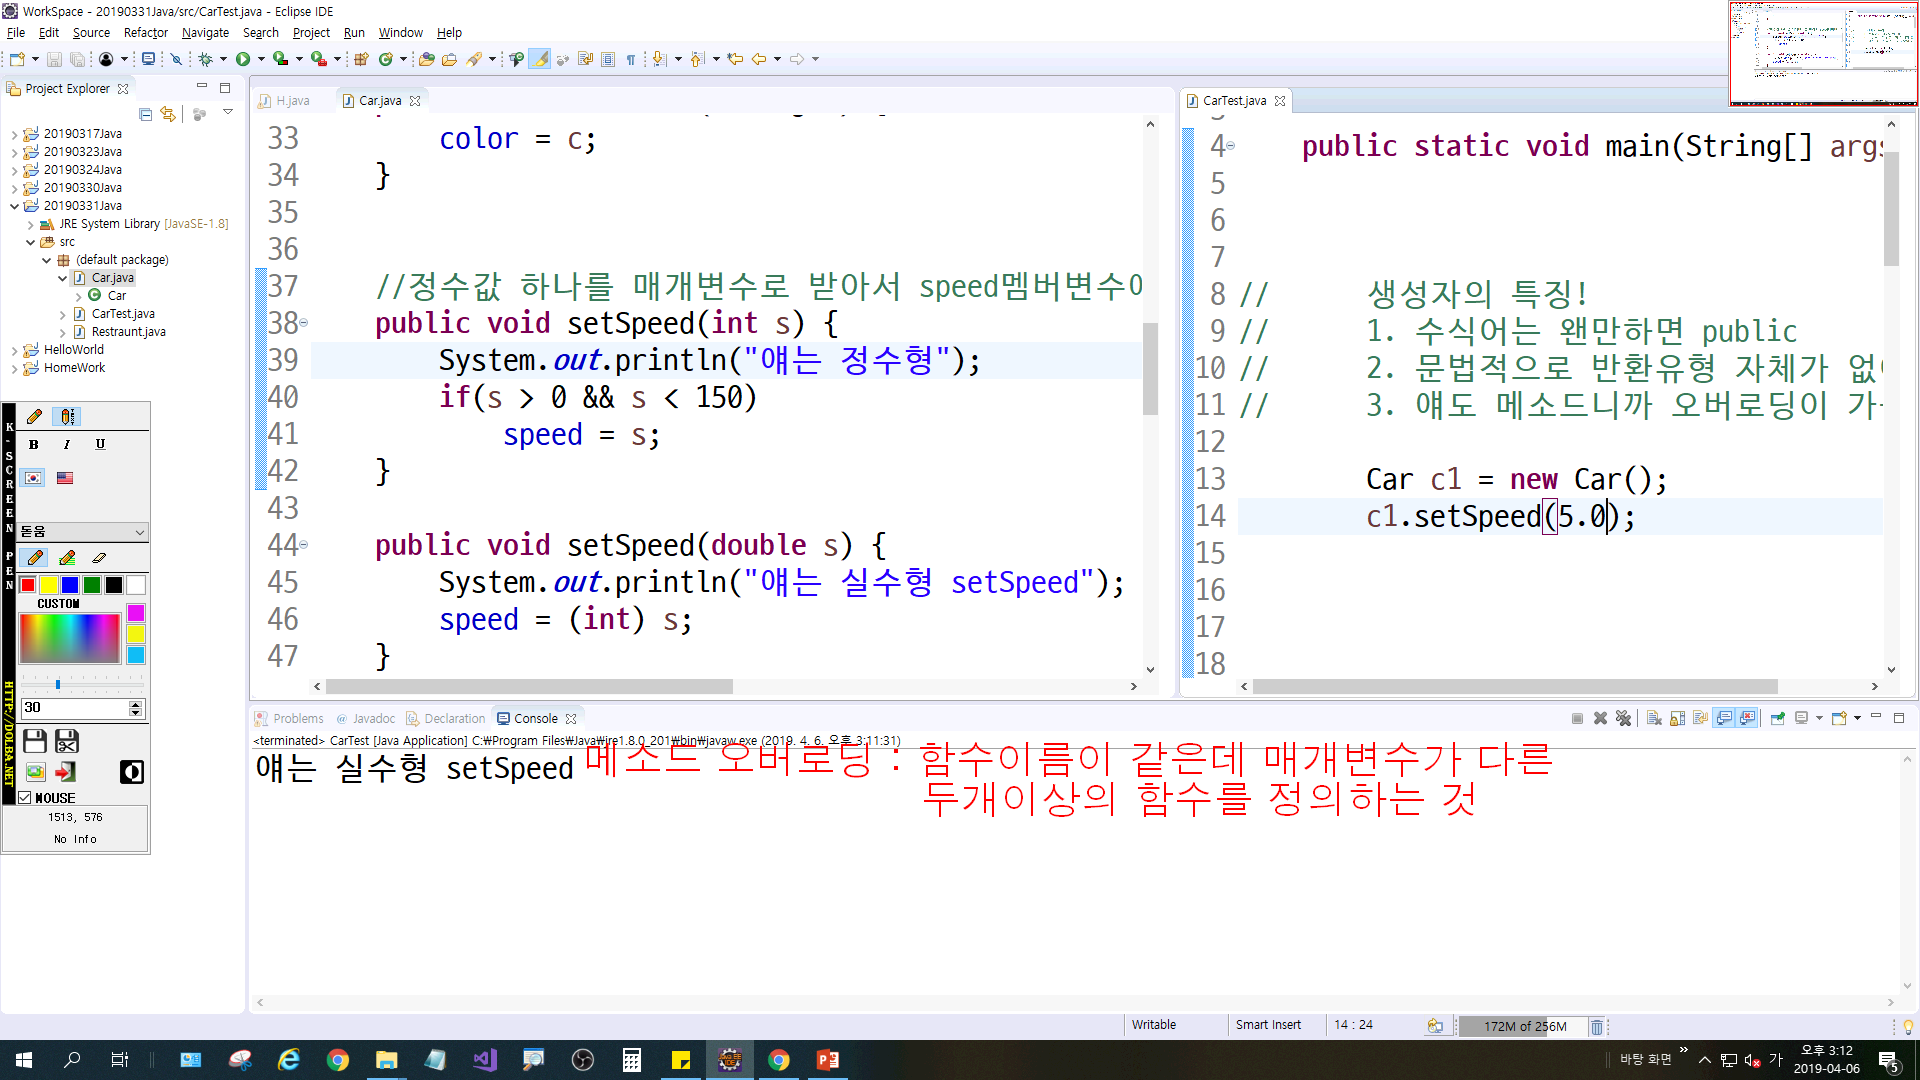 WorkSpace - 20190331Java/src/CarTest.java - Eclipse IDE
File Edit Source Refactor Navigate Search Project Run Window Help
Project Explorer
20190317Java
20190323Java
20190324Java
20190330Java
20190331Java
JRE System Library [JavaSE-1.8]
src
(default package)
Car.java
Car
CarTest.java
Restraunt.java
HelloWorld
HomeWork
K-SCREEN PEN
HTTP://DOLBA.NET
B I U
돋움
CUSTOM
30
MOUSE
1513, 576
No Info
H.java Car.java
33 color = c;
34 }
35
36
37 //정수값 하나를 매개변수로 받아서 speed멤버변수에
38 public void setSpeed(int s) {
39 System.out.println("얘는 정수형");
40 if(s > 0 && s < 150)
41 speed = s;
42 }
43
44 public void setSpeed(double s) {
45 System.out.println("얘는 실수형 setSpeed");
46 speed = (int) s;
47 }
CarTest.java
4 public static void main(String[] args
5
6
7
8 // 생성자의 특징!
9 // 1. 수식어는 왠만하면 public
10 // 2. 문법적으로 반환유형 자체가 없
11 // 3. 얘도 메소드니까 오버로딩이 가
12
13 Car c1 = new Car();
14 c1.setSpeed(5.0);
15
16
17
18
Problems Javadoc Declaration Console
<terminated> CarTest [Java Application] C:\Program Files\Java\jre1.8.0_201\bin\javaw.exe (2019. 4. 6. 오후 3:11:31)
얘는 실수형 setSpeed
메소드 오버로딩 : 함수이름이 같은데 매개변수가 다른
두개이상의 함수를 정의하는 것
Writable Smart Insert 14 : 24 172M of 256M
바탕 화면 가 오후 3:12
2019-04-06 5